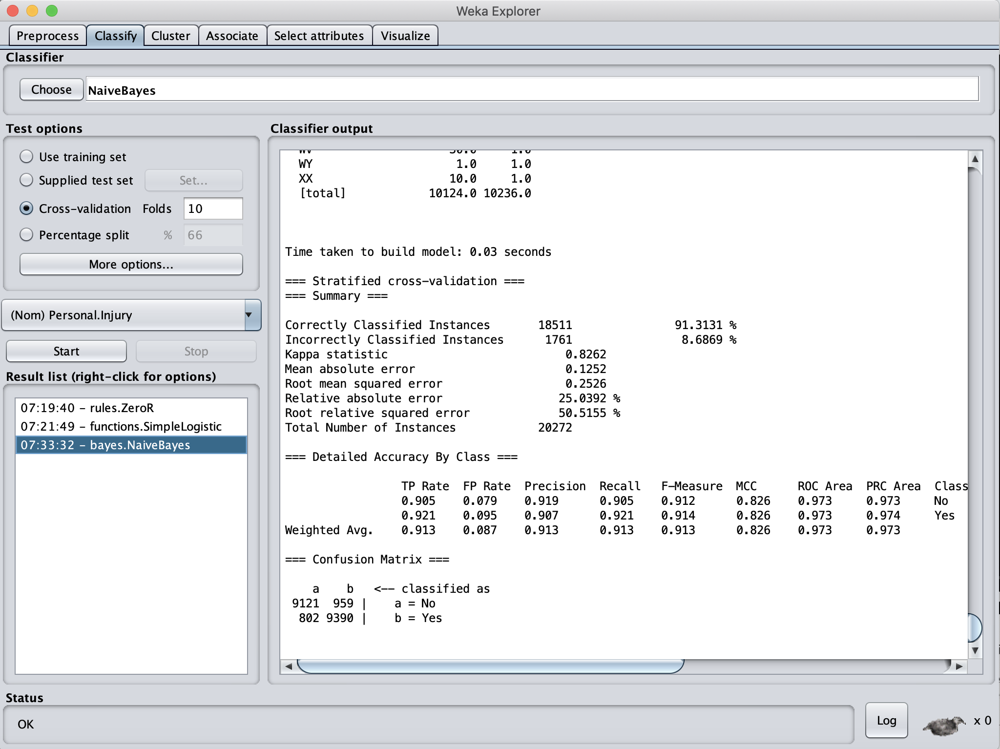 Weka Explorer
Preprocess Classify Cluster Associate Select attributes Visualize
Classifier
Choose NaiveBayes
Test options
Use training set
Supplied test set Set...
Cross-validation Folds 10
Percentage split % 66
More options...
(Nom) Personal.Injury
Start Stop
Result list (right-click for options)
07:19:40 - rules.ZeroR
07:21:49 - functions.SimpleLogistic
07:33:32 - bayes.NaiveBayes
Classifier output
WY 1.0 1.0
XX 10.0 1.0
[total] 10124.0 10236.0
Time taken to build model: 0.03 seconds
=== Stratified cross-validation ===
=== Summary ===
Correctly Classified Instances 18511 91.3131 %
Incorrectly Classified Instances 1761 8.6869 %
Kappa statistic 0.8262
Mean absolute error 0.1252
Root mean squared error 0.2526
Relative absolute error 25.0392 %
Root relative squared error 50.5155 %
Total Number of Instances 20272
=== Detailed Accuracy By Class ===
TP Rate FP Rate Precision Recall F-Measure MCC ROC Area PRC Area Class
0.905 0.079 0.919 0.905 0.912 0.826 0.973 0.973 No
0.921 0.095 0.907 0.921 0.914 0.826 0.973 0.974 Yes
Weighted Avg. 0.913 0.087 0.913 0.913 0.913 0.826 0.973 0.973
=== Confusion Matrix ===
a b <-- classified as
9121 959 | a = No
802 9390 | b = Yes
Status
OK
Log x 0